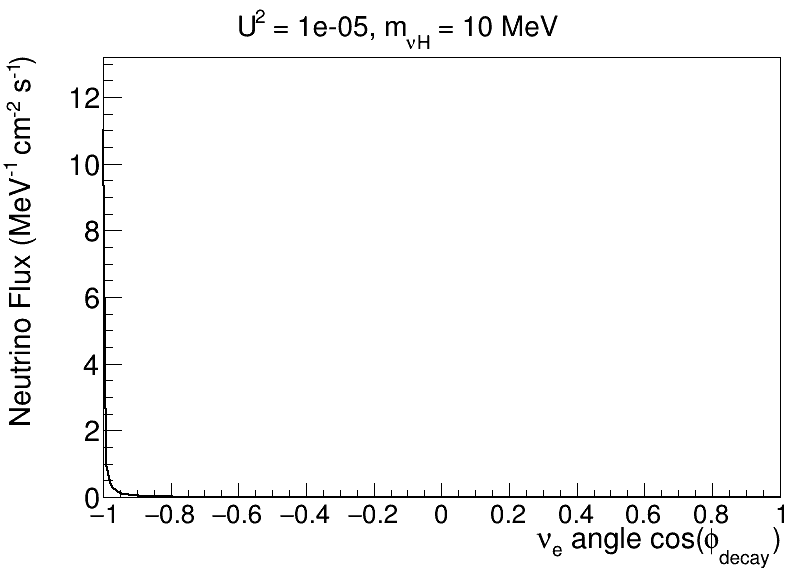 U² = 1e-05, m_νH = 10 MeV
Neutrino Flux (MeV⁻¹ cm⁻² s⁻¹)
12
10
8
6
4
2
0
−1 −0.8 −0.6 −0.4 −0.2 0 0.2 0.4 0.6 0.8 1
ν_e angle cos(ϕ_decay)